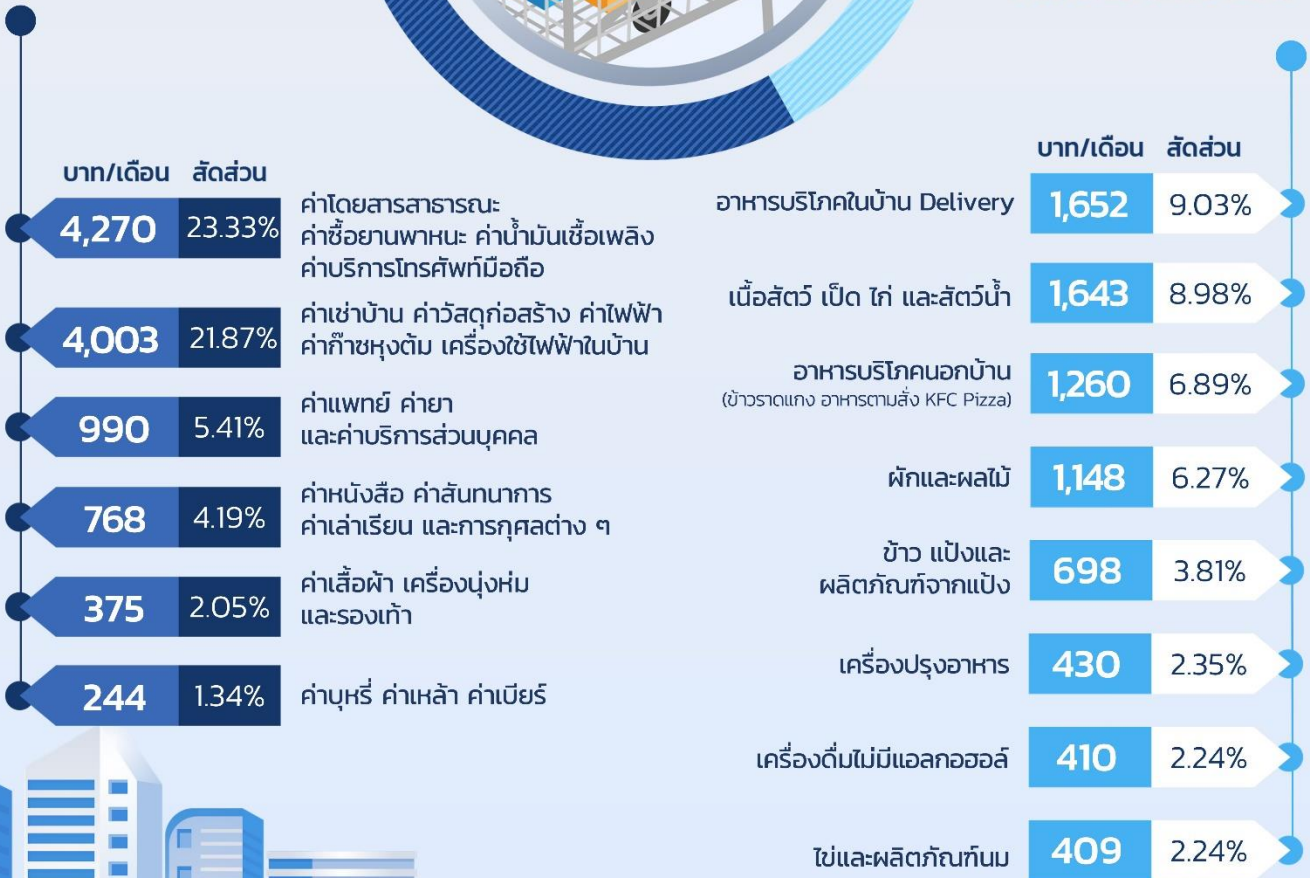 บาท/เดือน สัดส่วน
4,270 23.33%
ค่าโดยสารสาธารณะ
ค่าซื้อยานพาหนะ ค่าน้ำมันเชื้อเพลิง
ค่าบริการโทรศัพท์มือถือ
4,003 21.87%
ค่าเช่าบ้าน ค่าวัสดุก่อสร้าง ค่าไฟฟ้า
ค่าก๊าซหุงต้ม เครื่องใช้ไฟฟ้าในบ้าน
990 5.41%
ค่าแพทย์ ค่ายา
และค่าบริการส่วนบุคคล
768 4.19%
ค่าหนังสือ ค่าสันทนาการ
ค่าเล่าเรียน และการกุศลต่าง ๆ
375 2.05%
ค่าเสื้อผ้า เครื่องนุ่งห่ม
และรองเท้า
244 1.34% ค่าบุหรี่ ค่าเหล้า ค่าเบียร์
บาท/เดือน สัดส่วน
อาหารบริโภคในบ้าน Delivery 1,652 9.03%
เนื้อสัตว์ เป็ด ไก่ และสัตว์น้ำ 1,643 8.98%
อาหารบริโภคนอกบ้าน
(ข้าวราดแกง อาหารตามสั่ง KFC Pizza)
1,260 6.89%
ผักและผลไม้ 1,148 6.27%
ข้าว แป้งและ
ผลิตภัณฑ์จากแป้ง
698 3.81%
เครื่องปรุงอาหาร 430 2.35%
เครื่องดื่มไม่มีแอลกอฮอล์ 410 2.24%
ไข่และผลิตภัณฑ์นม 409 2.24%